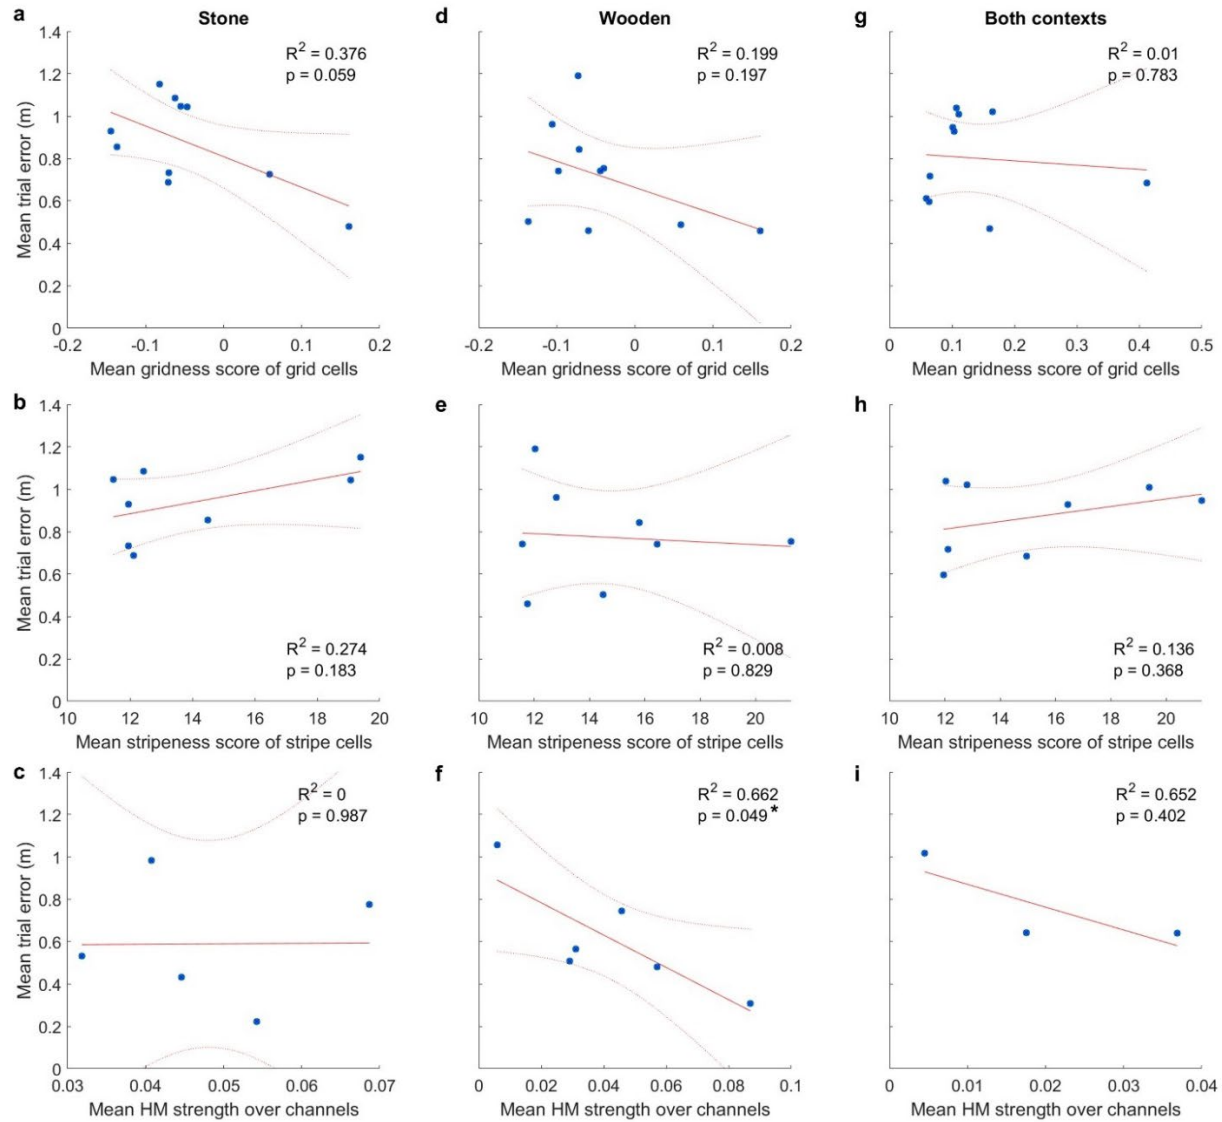 a
Stone
R² = 0.376
p = 0.059
Mean trial error (m)
1.4
1.2
1
0.8
0.6
0.4
0.2
0
-0.2
-0.1
0
0.1
0.2
Mean gridness score of grid cells
d
Wooden
R² = 0.199
p = 0.197
-0.2
-0.1
0
0.1
0.2
Mean gridness score of grid cells
g
Both contexts
R² = 0.01
p = 0.783
0
0.1
0.2
0.3
0.4
0.5
Mean gridness score of grid cells
b
Mean trial error (m)
1.4
1.2
1
0.8
0.6
0.4
0.2
0
R² = 0.274
p = 0.183
10
12
14
16
18
20
Mean stripeness score of stripe cells
e
R² = 0.008
p = 0.829
10
12
14
16
18
20
Mean stripeness score of stripe cells
h
R² = 0.136
p = 0.368
10
12
14
16
18
20
Mean stripeness score of stripe cells
c
Mean trial error (m)
1.4
1.2
1
0.8
0.6
0.4
0.2
0
R² = 0
p = 0.987
0.03
0.04
0.05
0.06
0.07
Mean HM strength over channels
f
R² = 0.662
p = 0.049*
0
0.02
0.04
0.06
0.08
0.1
Mean HM strength over channels
i
R² = 0.652
p = 0.402
0
0.01
0.02
0.03
0.04
Mean HM strength over channels